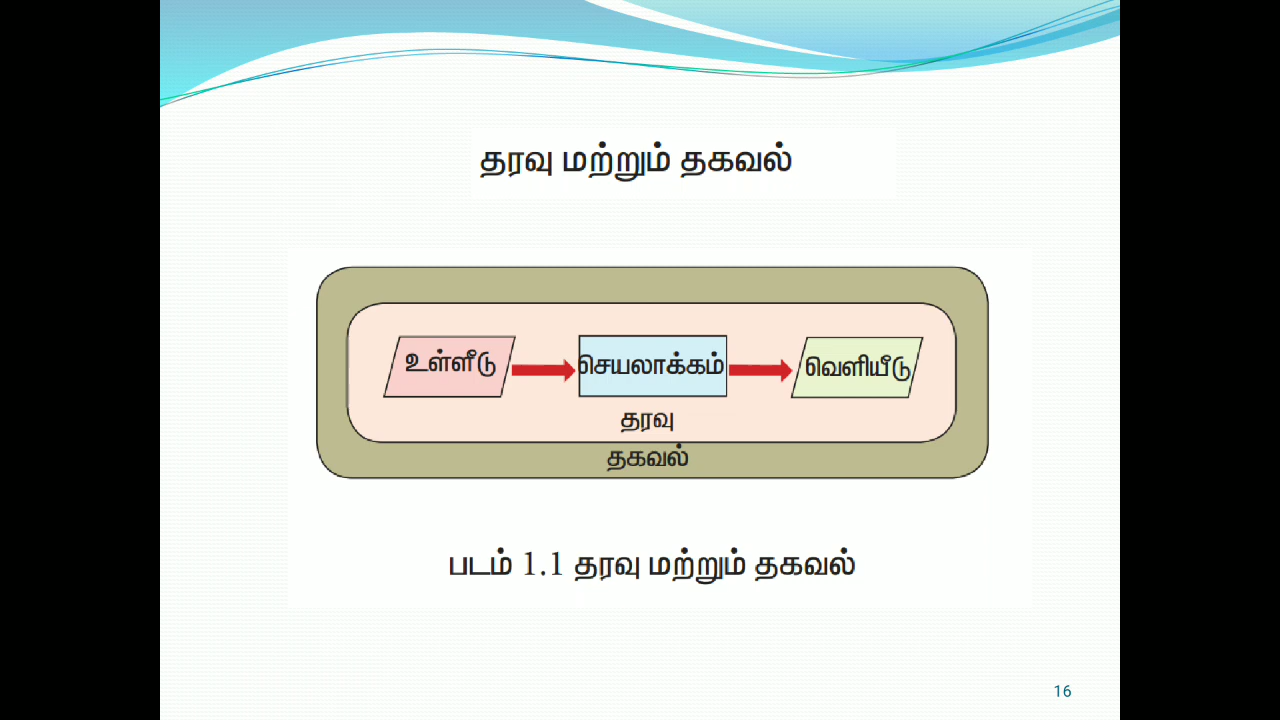 தரவு மற்றும் தகவல்
உள்ளீடு
செயலாக்கம்
வெளியீடு
தரவு
தகவல்
படம் 1.1 தரவு மற்றும் தகவல்
16